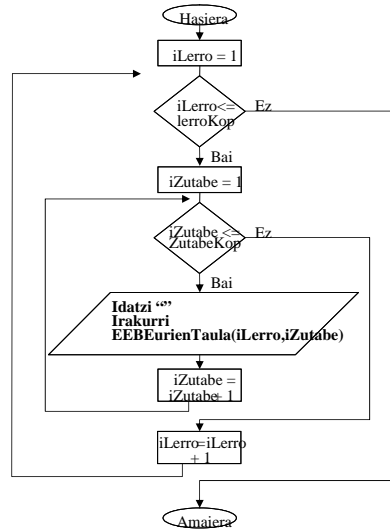 Hasiera
iLerro = 1
iLerro<=
lerroKop
Ez
Bai
iZutabe = 1
iZutabe <=
ZutabeKop
Ez
Bai
Idatzi “”
Irakurri
EEBEurienTaula(iLerro,iZutabe)
iZutabe =
iZutabe+ 1
iLerro=iLerro
+ 1
Amaiera